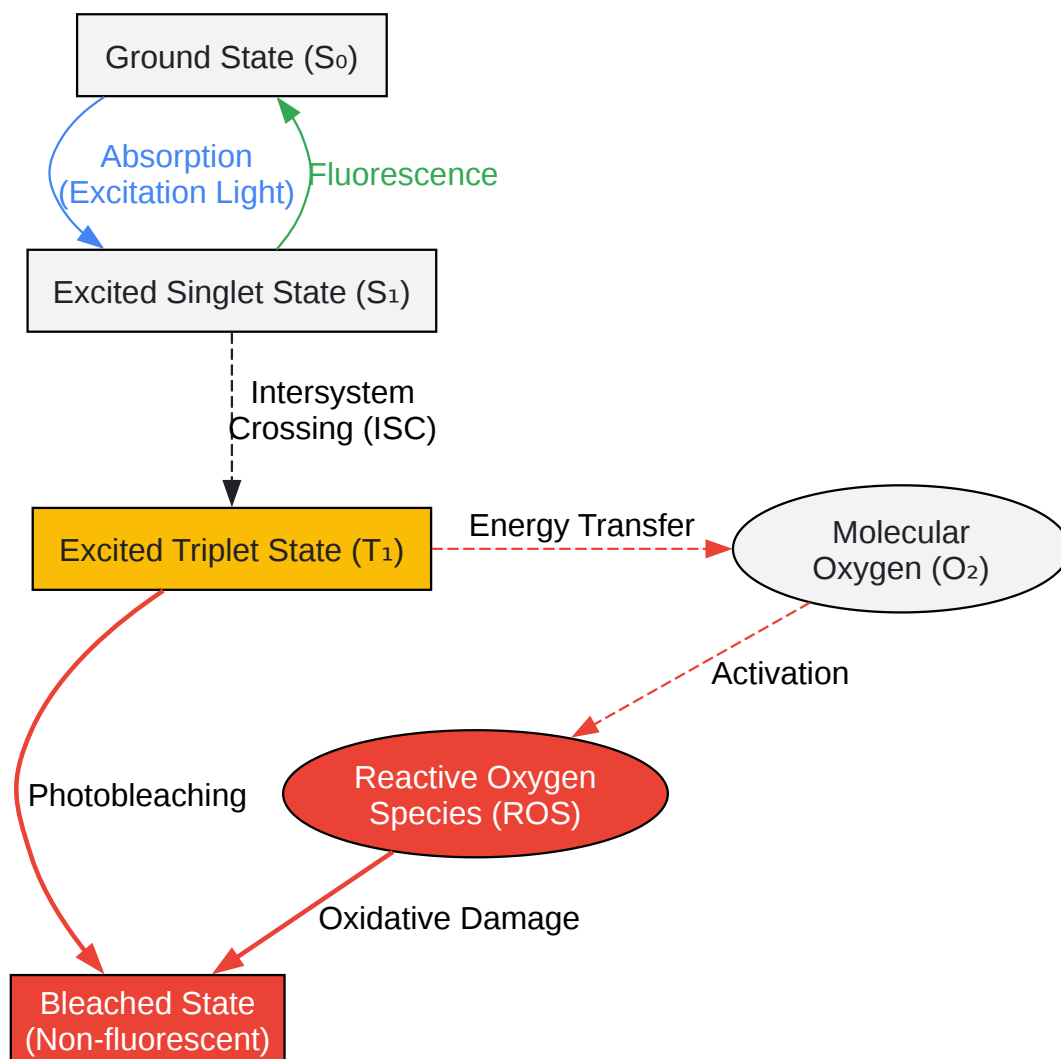 Ground State (S₀)
Absorption
(Excitation Light)
Fluorescence
Excited Singlet State (S₁)
Intersystem
Crossing (ISC)
Excited Triplet State (T₁)
Energy Transfer
Molecular
Oxygen (O₂)
Activation
Reactive Oxygen
Species (ROS)
Photobleaching
Oxidative Damage
Bleached State
(Non-fluorescent)